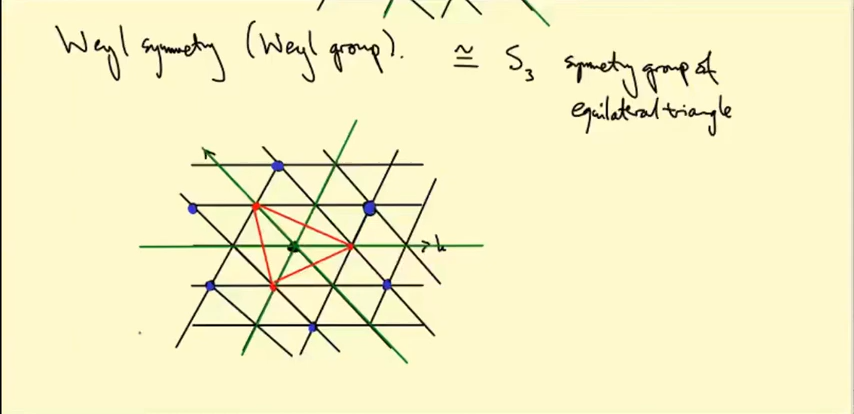 Weyl symmetry (Weyl group). ≅ S₃ symmetry group of
equilateral triangle